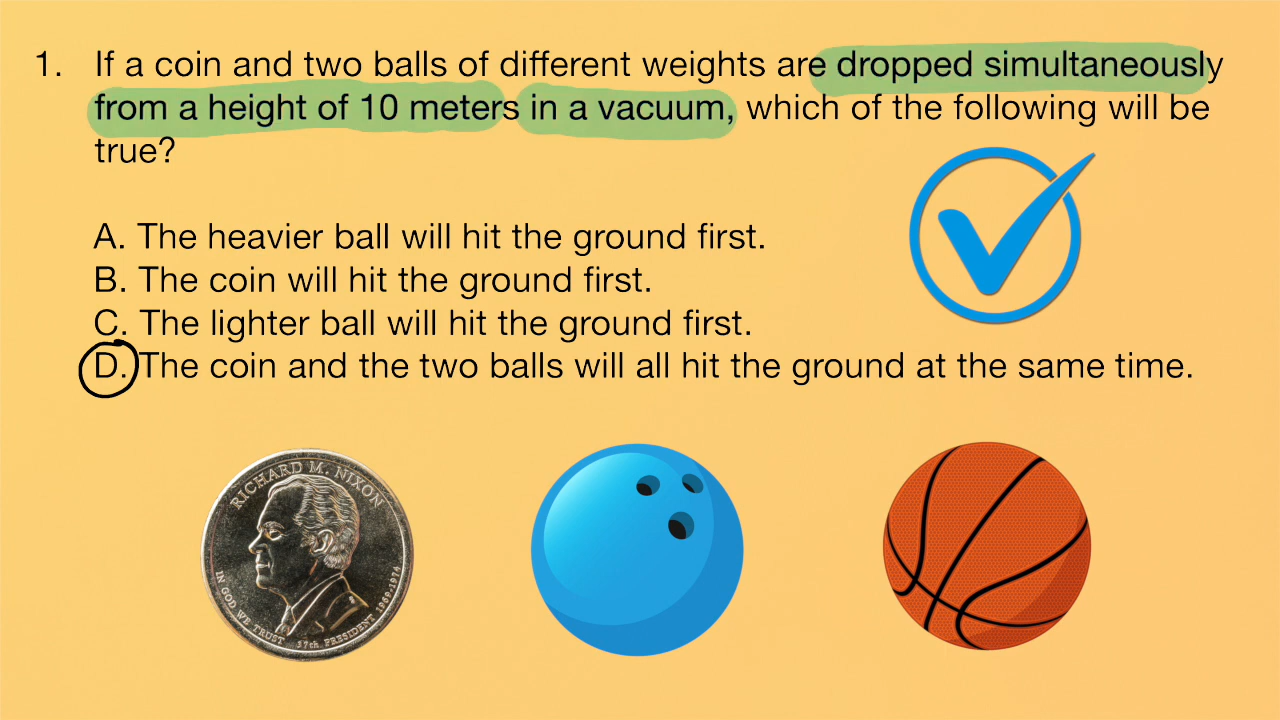 1. If a coin and two balls of different weights are dropped simultaneously
from a height of 10 meters in a vacuum, which of the following will be
true?
A. The heavier ball will hit the ground first.
B. The coin will hit the ground first.
C. The lighter ball will hit the ground first.
D. The coin and the two balls will all hit the ground at the same time.
RICHARD M. NIXON
IN GOD WE TRUST 37th PRESIDENT 1969-1974